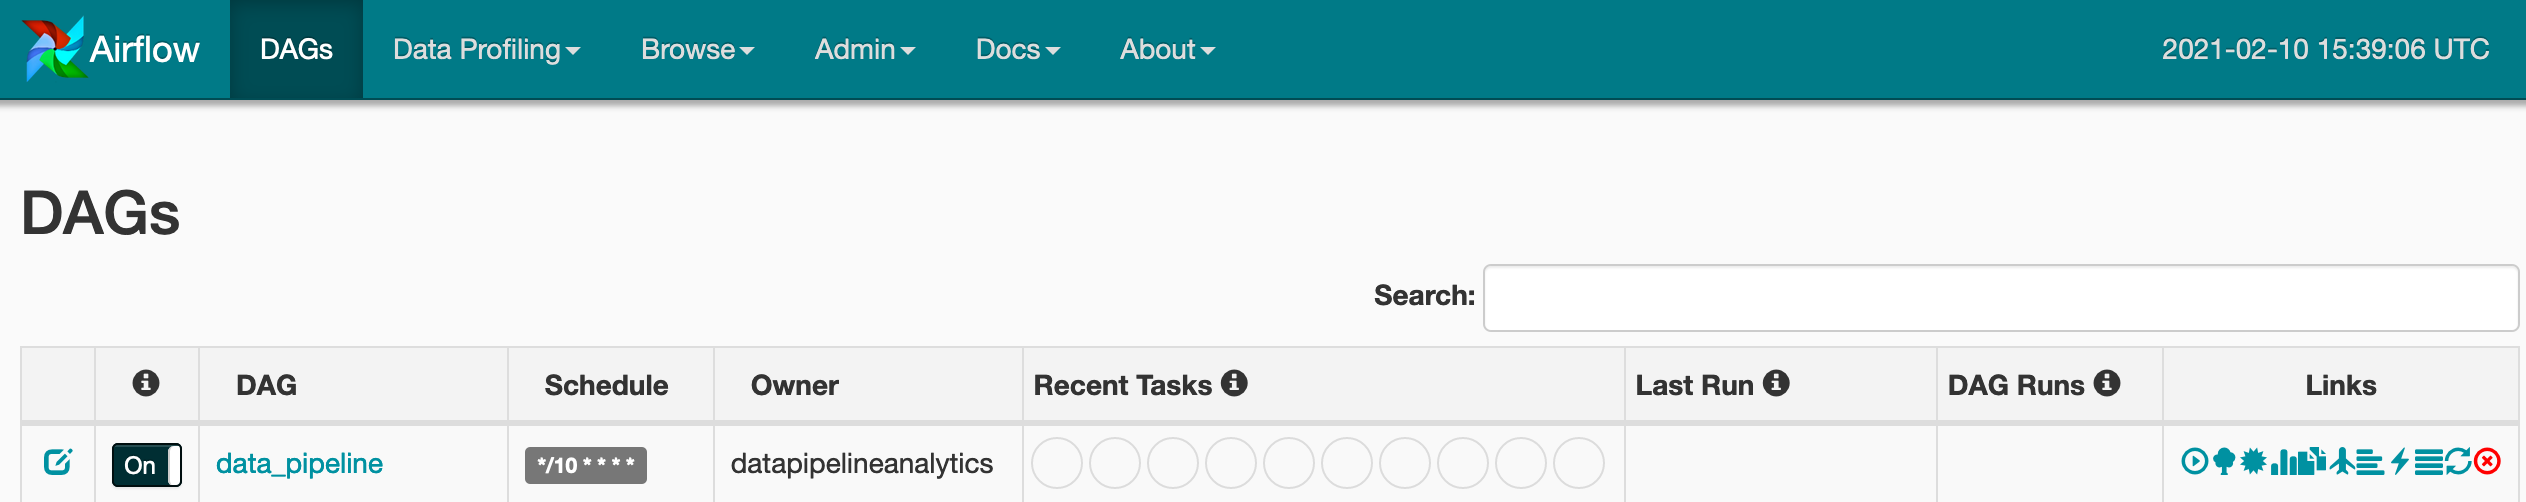 Airflow DAGs Data Profiling Browse Admin Docs About 2021-02-10 15:39:06 UTC
DAGs
Search:
DAG Schedule Owner Recent Tasks Last Run DAG Runs Links
On data_pipeline */10 * * * * datapipelineanalytics